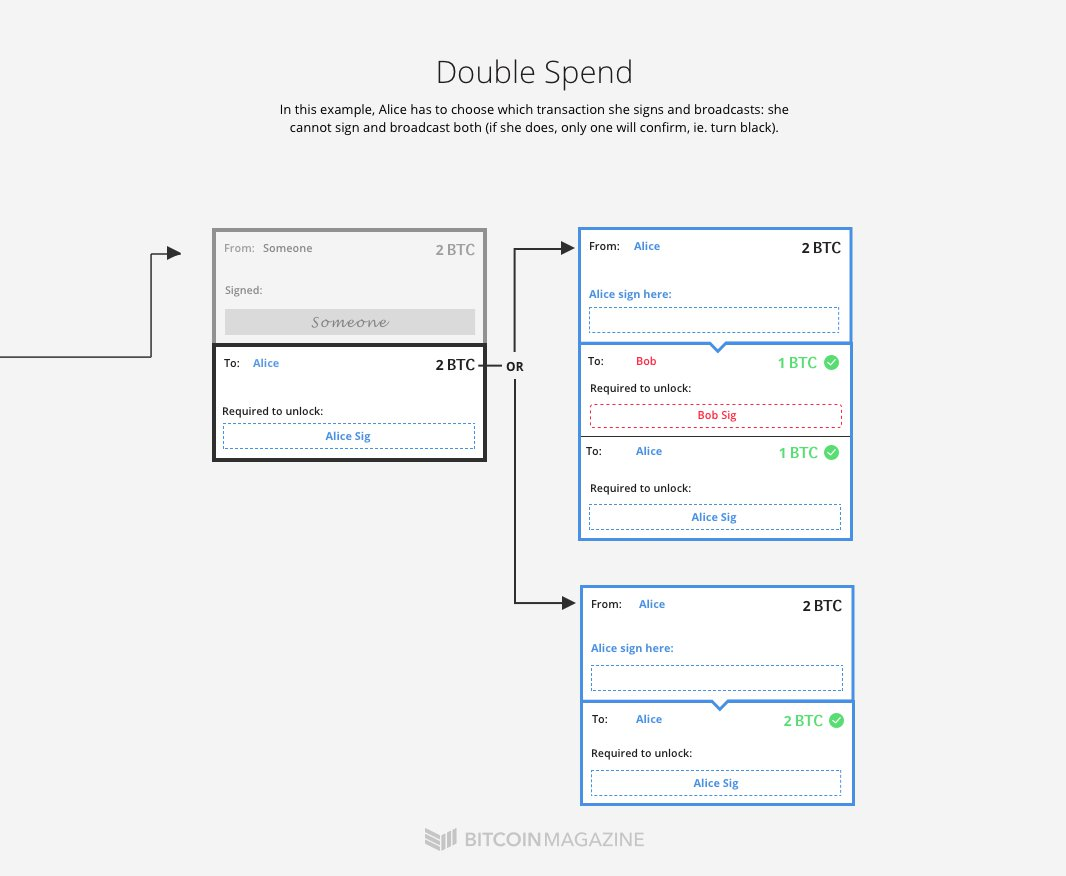 Double Spend
In this example, Alice has to choose which transaction she signs and broadcasts: she
cannot sign and broadcast both (if she does, only one will confirm, ie. turn black).
From: Someone 2 BTC
Signed:
Someone
To: Alice 2 BTC
Required to unlock:
Alice Sig
OR
From: Alice 2 BTC
Alice sign here:
To: Bob 1 BTC
Required to unlock:
Bob Sig
To: Alice 1 BTC
Required to unlock:
Alice Sig
From: Alice 2 BTC
Alice sign here:
To: Alice 2 BTC
Required to unlock:
Alice Sig
BITCOINMAGAZINE